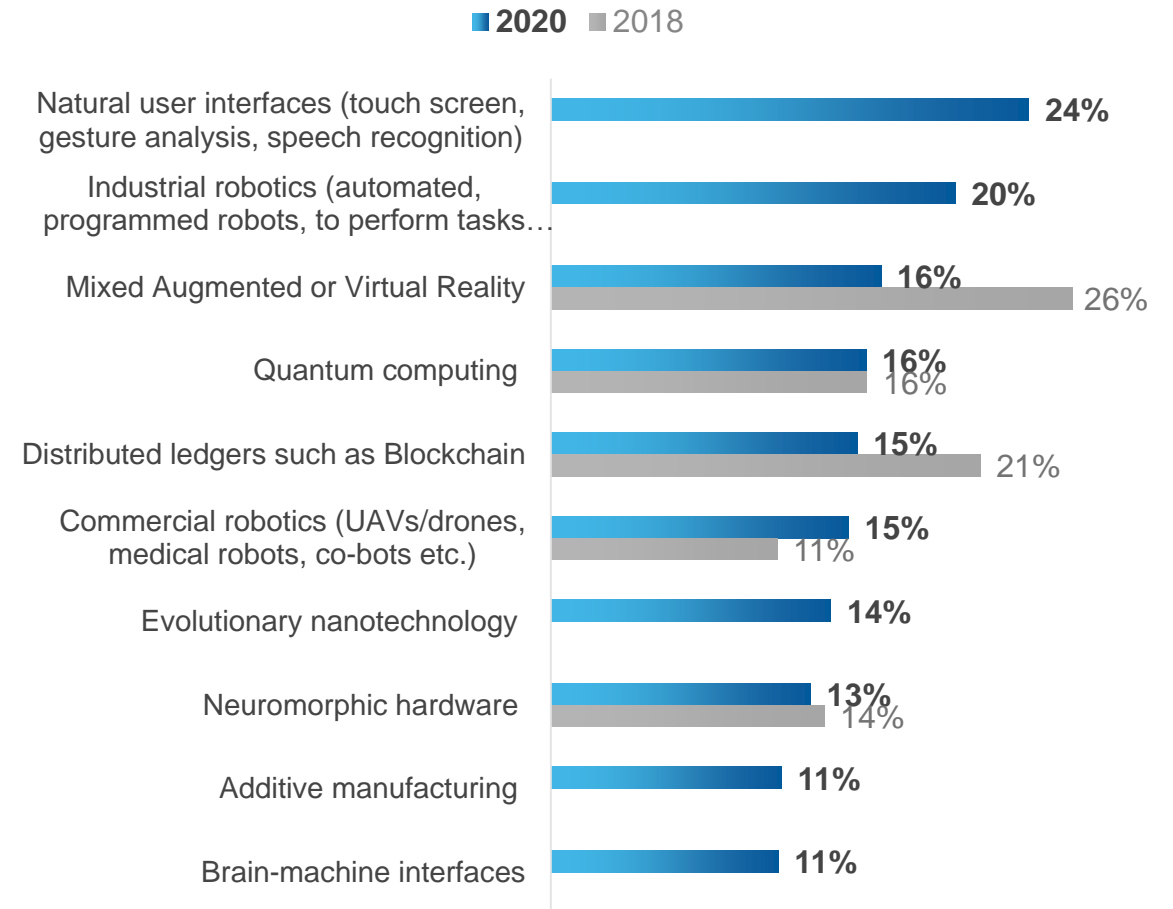 2020 2018
Natural user interfaces (touch screen,
gesture analysis, speech recognition)
24%
Industrial robotics (automated,
programmed robots, to perform tasks…
20%
Mixed Augmented or Virtual Reality
16%
26%
Quantum computing
16%
16%
Distributed ledgers such as Blockchain
15%
21%
Commercial robotics (UAVs/drones,
medical robots, co-bots etc.)
15%
11%
Evolutionary nanotechnology
14%
Neuromorphic hardware
13%
14%
Additive manufacturing
11%
Brain-machine interfaces
11%